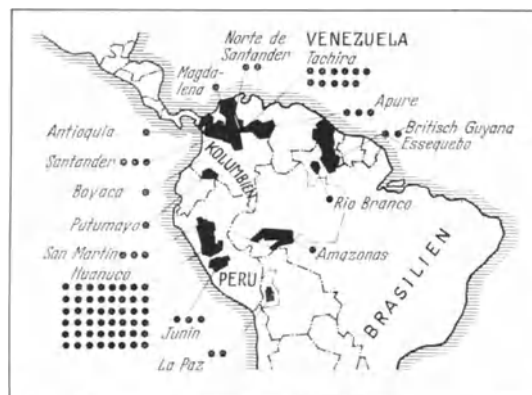 Norte de
Santander
VENEZUELA
Tachira
Magda-
lena
Apure
Antioquia
Britisch Guyana
Essequebo
Santander
KOLUMBIEN
Boyaca
Rio Branco
Putumayo
Amazonas
San Martin
Huanuco
PERU
BRASILIEN
Junin
La Paz